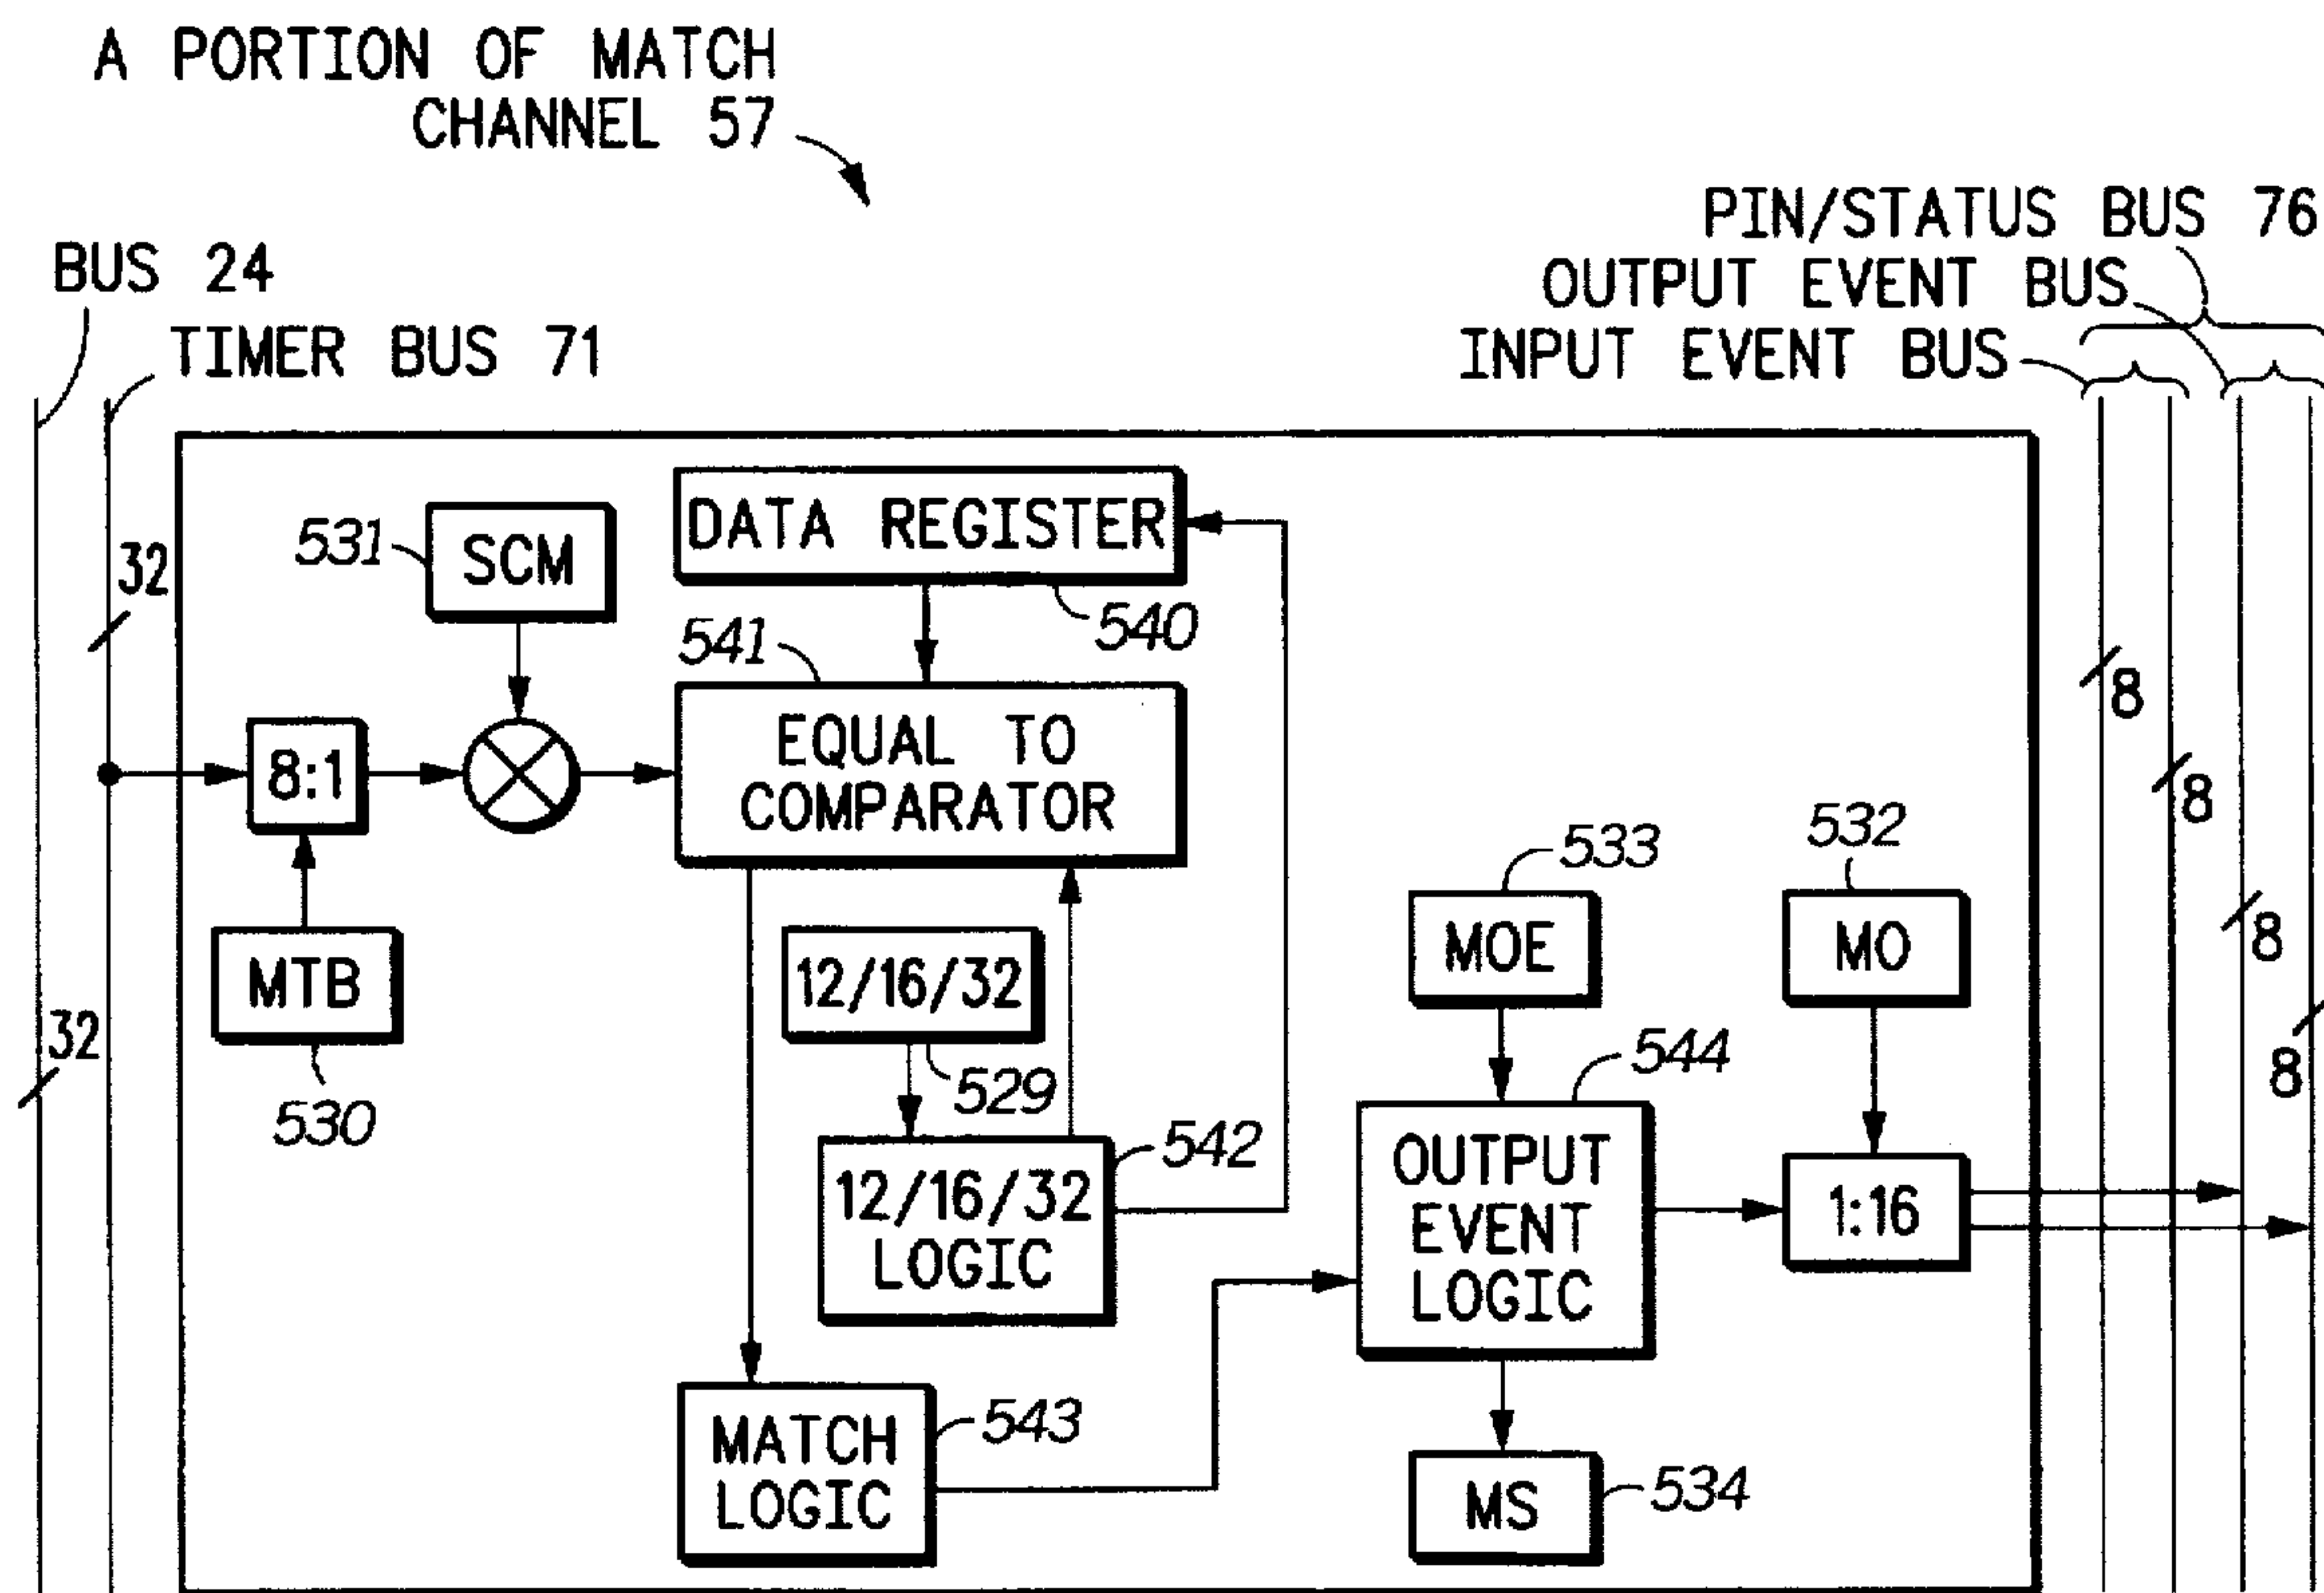 A PORTION OF MATCH
CHANNEL 57
PIN/STATUS BUS 76
BUS 24
OUTPUT EVENT BUS
TIMER BUS 71
INPUT EVENT BUS
DATA REGISTER
531
SCM
32
540
541
8
EQUAL TO
COMPARATOR
8:1
8
533
532
MOE
MO
8
MTB
12/16/32
32
544
8
529
530
542
OUTPUT
EVENT
LOGIC
12/16/32
LOGIC
1:16
543
MATCH
LOGIC
MS
534